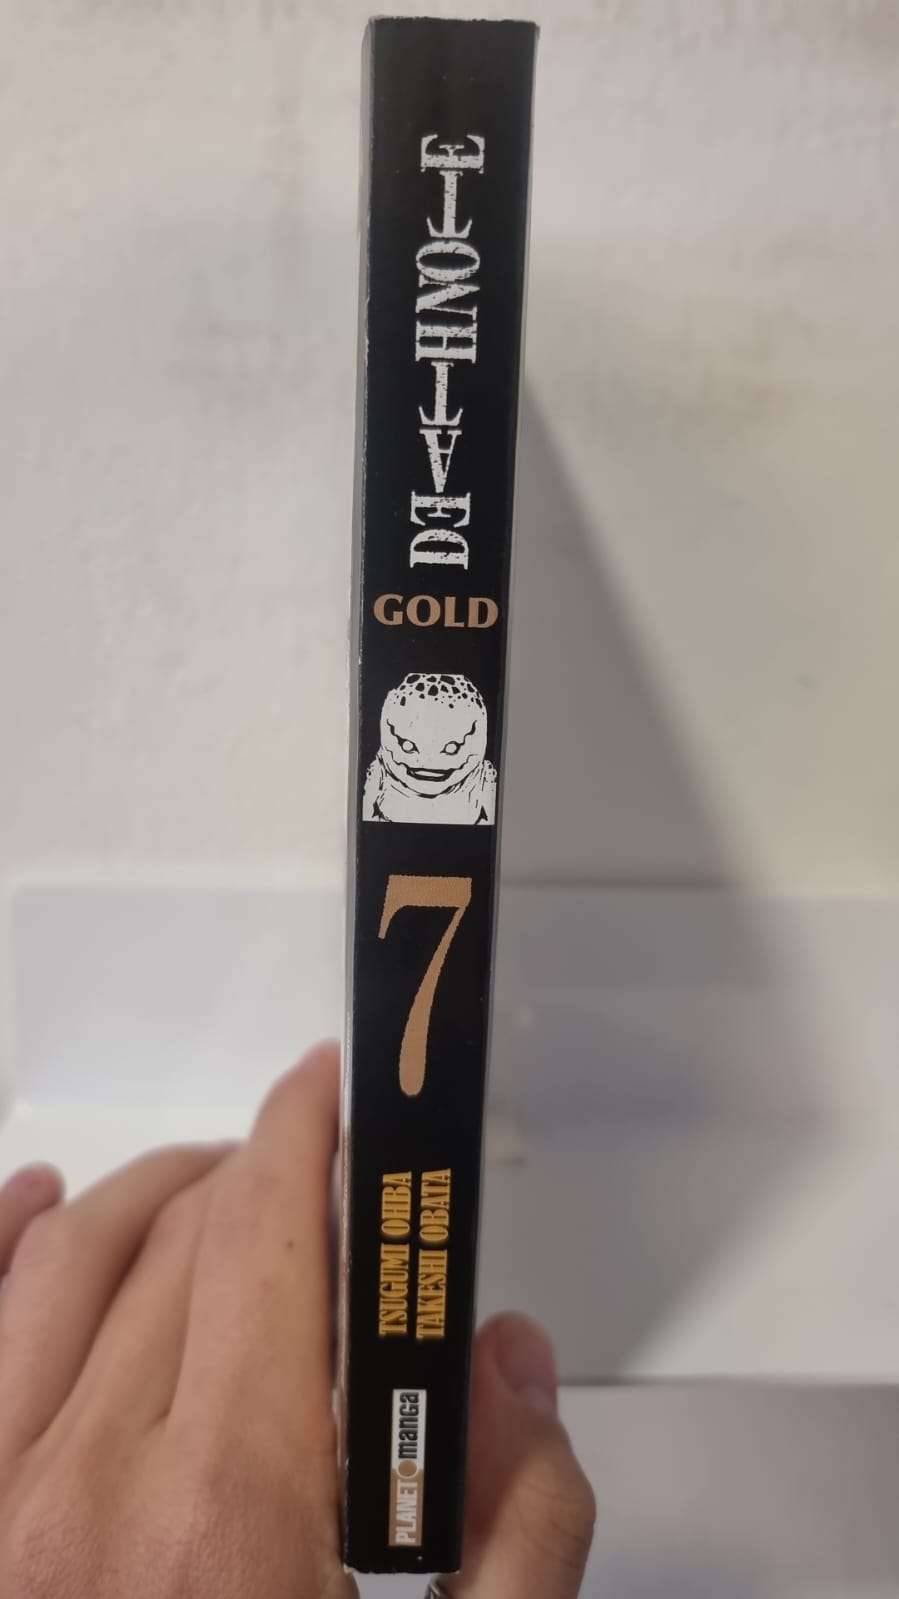 DEATH NOTE
GOLD
7
TSUGUMI OHBA
TAKESHI OBATA
PLANET manga